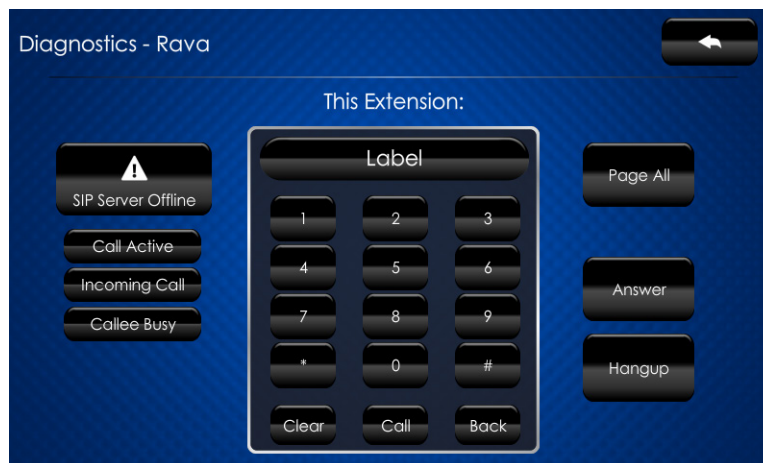 Diagnostics - Rava
This Extension:
SIP Server Offline
Call Active
Incoming Call
Callee Busy
Label
1 2 3
4 5 6
7 8 9
* 0 #
Clear Call Back
Page All
Answer
Hangup